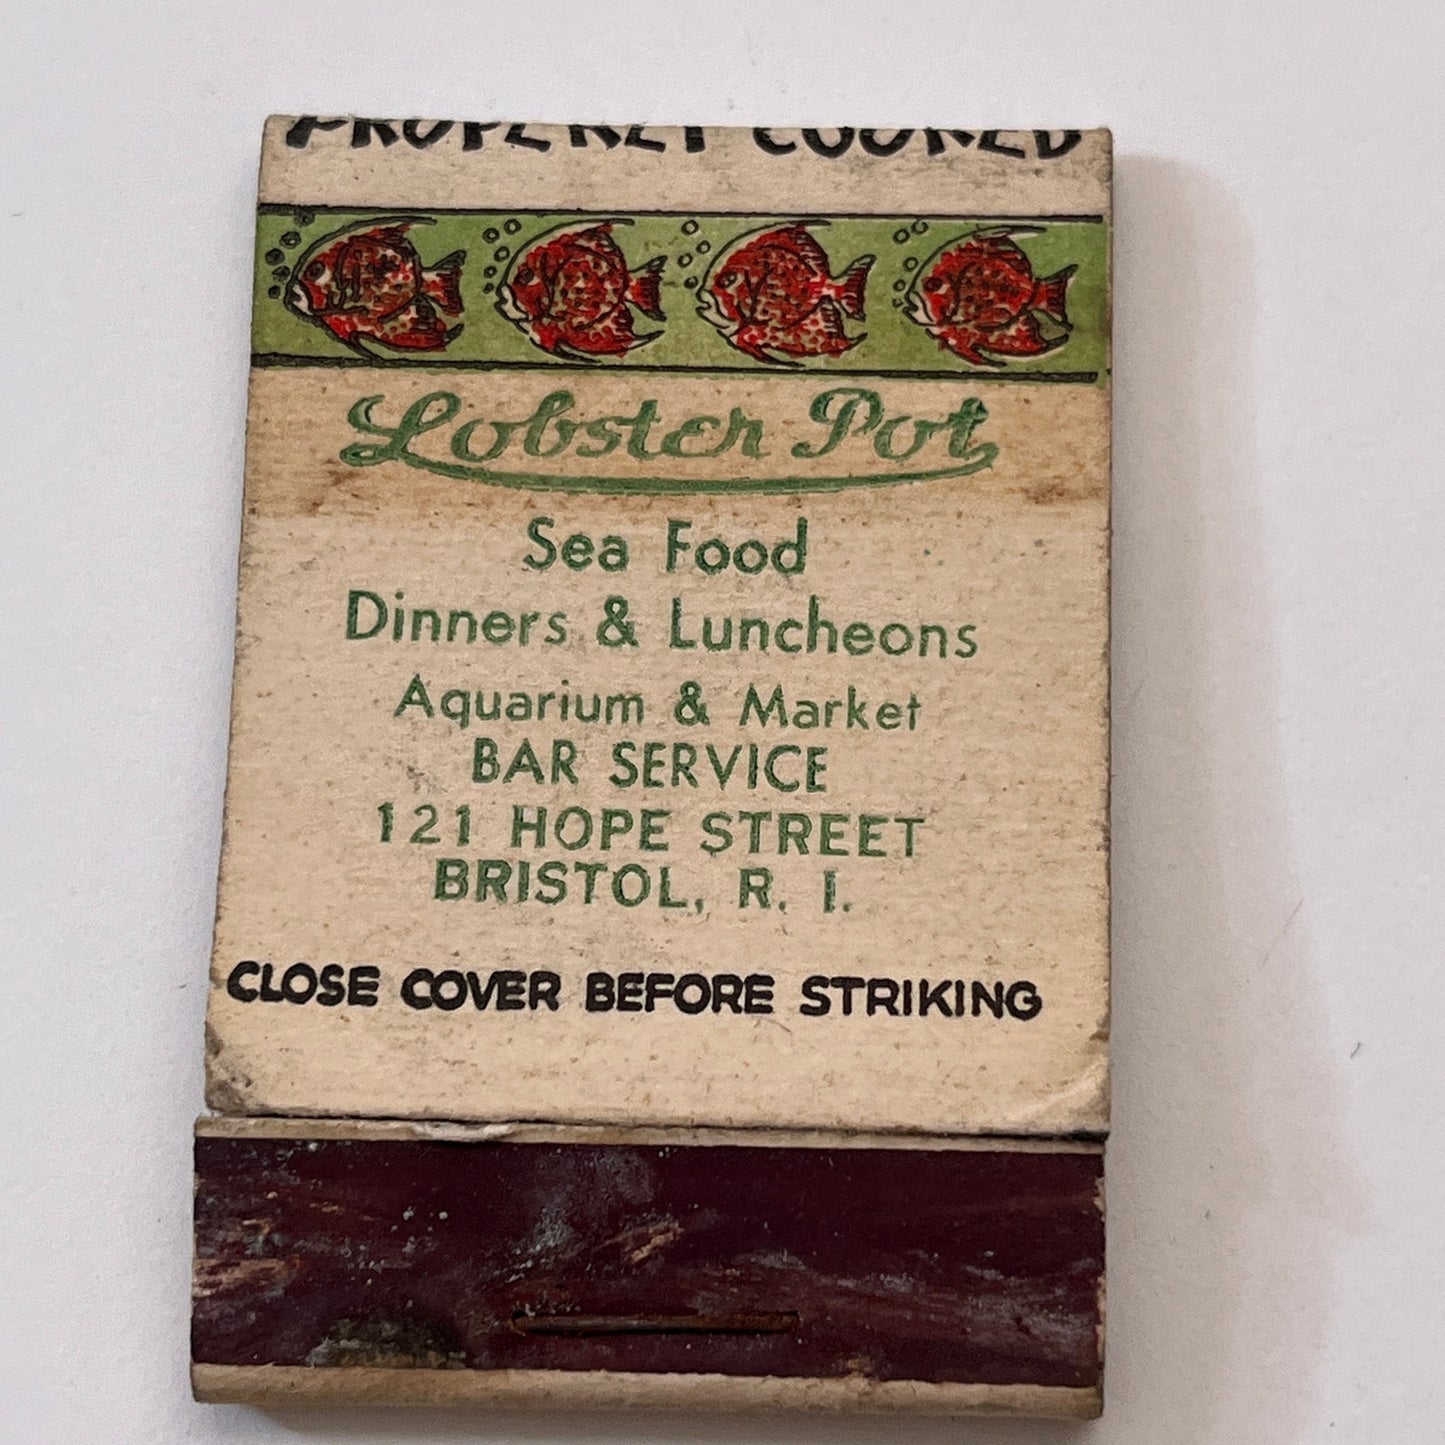 PROPERLY COOKED
Lobster Pot
Sea Food
Dinners & Luncheons
Aquarium & Market
BAR SERVICE
121 HOPE STREET
BRISTOL, R. I.
CLOSE COVER BEFORE STRIKING